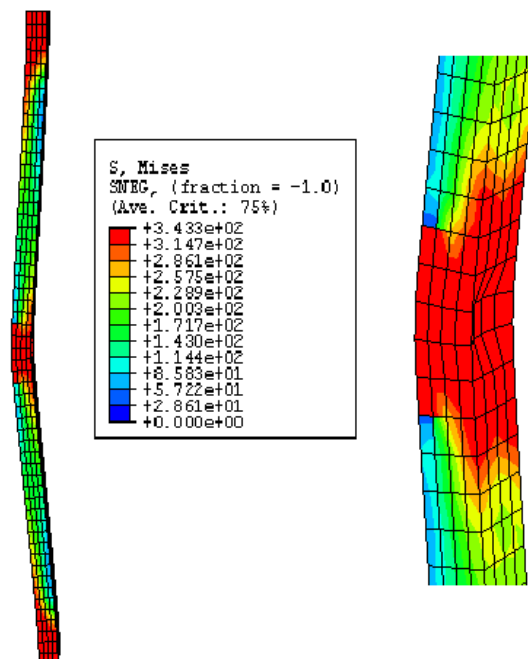 S, Mises
SNEG, (fraction = -1.0)
(Ave. Crit.: 75%)
+3.433e+02
+3.147e+02
+2.861e+02
+2.575e+02
+2.289e+02
+2.003e+02
+1.717e+02
+1.430e+02
+1.144e+02
+8.583e+01
+5.722e+01
+2.861e+01
+0.000e+00